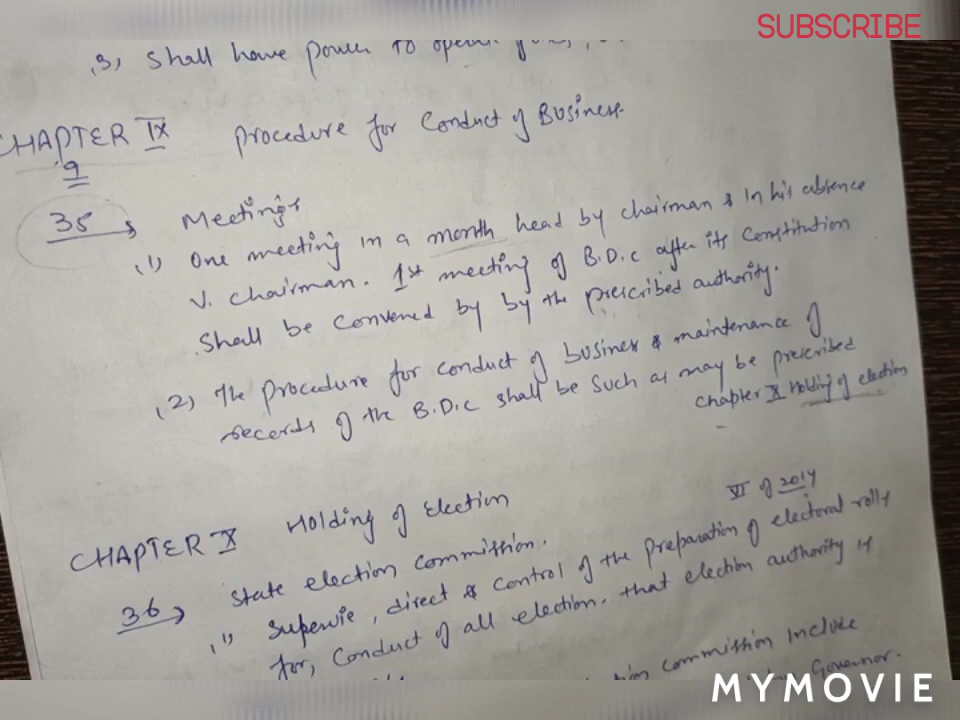 SUBSCRIBE
(3) Shall have power to
CHAPTER IX Procedure for Conduct of Business
9
35 Meetings
(1) One meeting in a month head by chairman & In his absence
V. chairman. 1st meeting of B.D.C after its Constitution
Shall be Convened by by the prescribed authority.
(2) The procedure for conduct of business & maintenance of
records of the B.D.C shall be Such as may be prescribed
Chapter X Holding of election
CHAPTER X Holding of Election
VI of 2014
36 State election Commission.
(1) Supervie, direct & Control of the preparation of electoral rolls
for, Conduct of all election. that election authority is
commission Include
Governor.
MYMOVIE